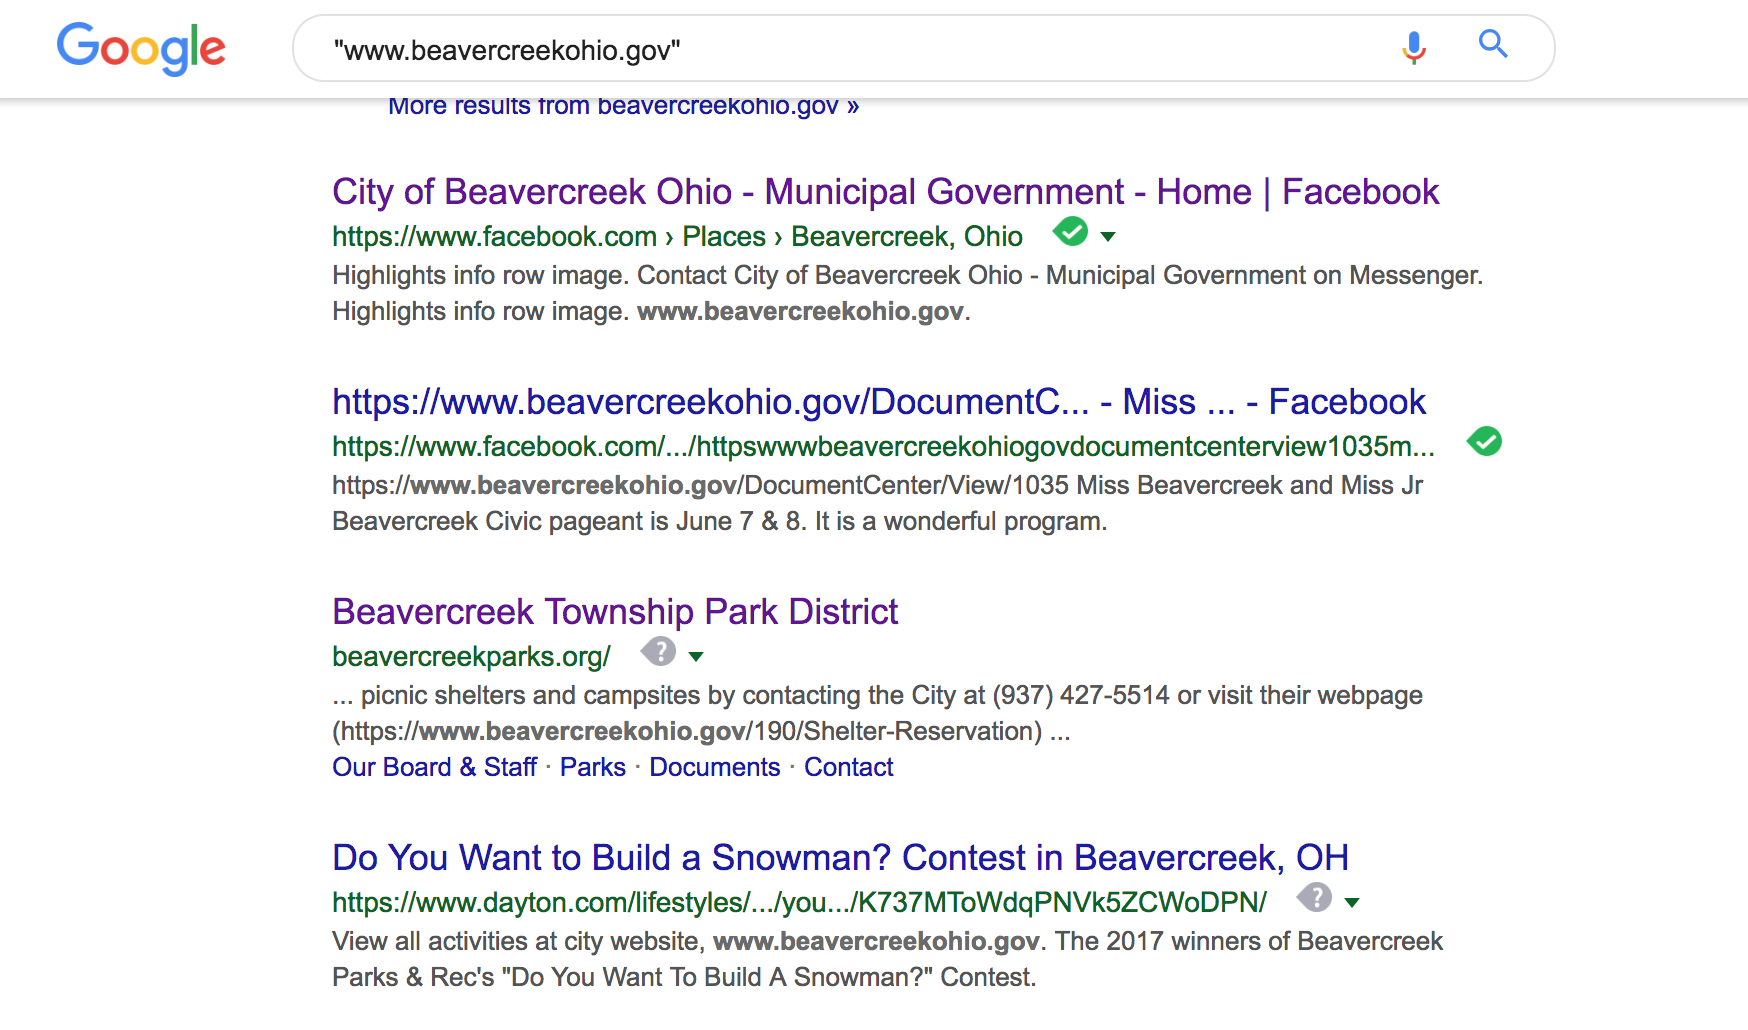 Google
"www.beavercreekohio.gov"
More results from beavercreekohio.gov »
City of Beavercreek Ohio - Municipal Government - Home | Facebook
https://www.facebook.com › Places › Beavercreek, Ohio
Highlights info row image. Contact City of Beavercreek Ohio - Municipal Government on Messenger.
Highlights info row image. www.beavercreekohio.gov.
https://www.beavercreekohio.gov/DocumentC... - Miss ... - Facebook
https://www.facebook.com/.../httpswwwbeavercreekohiogovdocumentcenterview1035m...
https://www.beavercreekohio.gov/DocumentCenter/View/1035 Miss Beavercreek and Miss Jr
Beavercreek Civic pageant is June 7 & 8. It is a wonderful program.
Beavercreek Township Park District
beavercreekparks.org/ ?
... picnic shelters and campsites by contacting the City at (937) 427-5514 or visit their webpage
(https://www.beavercreekohio.gov/190/Shelter-Reservation) ...
Our Board & Staff · Parks · Documents · Contact
Do You Want to Build a Snowman? Contest in Beavercreek, OH
https://www.dayton.com/lifestyles/.../you.../K737MToWdqPNVk5ZCWoDPN/ ?
View all activities at city website, www.beavercreekohio.gov. The 2017 winners of Beavercreek
Parks & Rec's "Do You Want To Build A Snowman?" Contest.